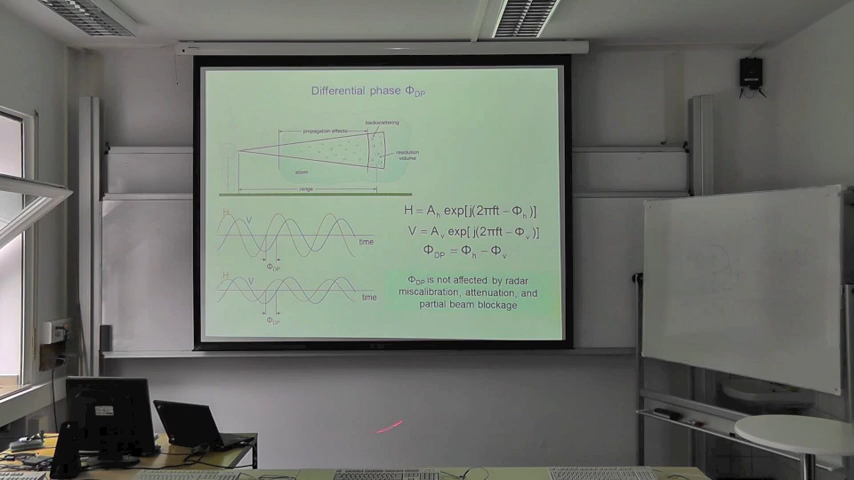 Differential phase Φ_DP
backscattering
propagation effects
resolution
volume
storm
range
H
V
time
Φ_DP
H
V
time
Φ_DP
H = A_h exp[j(2πft − Φ_h)]
V = A_v exp[j(2πft − Φ_v)]
Φ_DP = Φ_h − Φ_v
Φ_DP is not affected by radar
miscalibration, attenuation, and
partial beam blockage